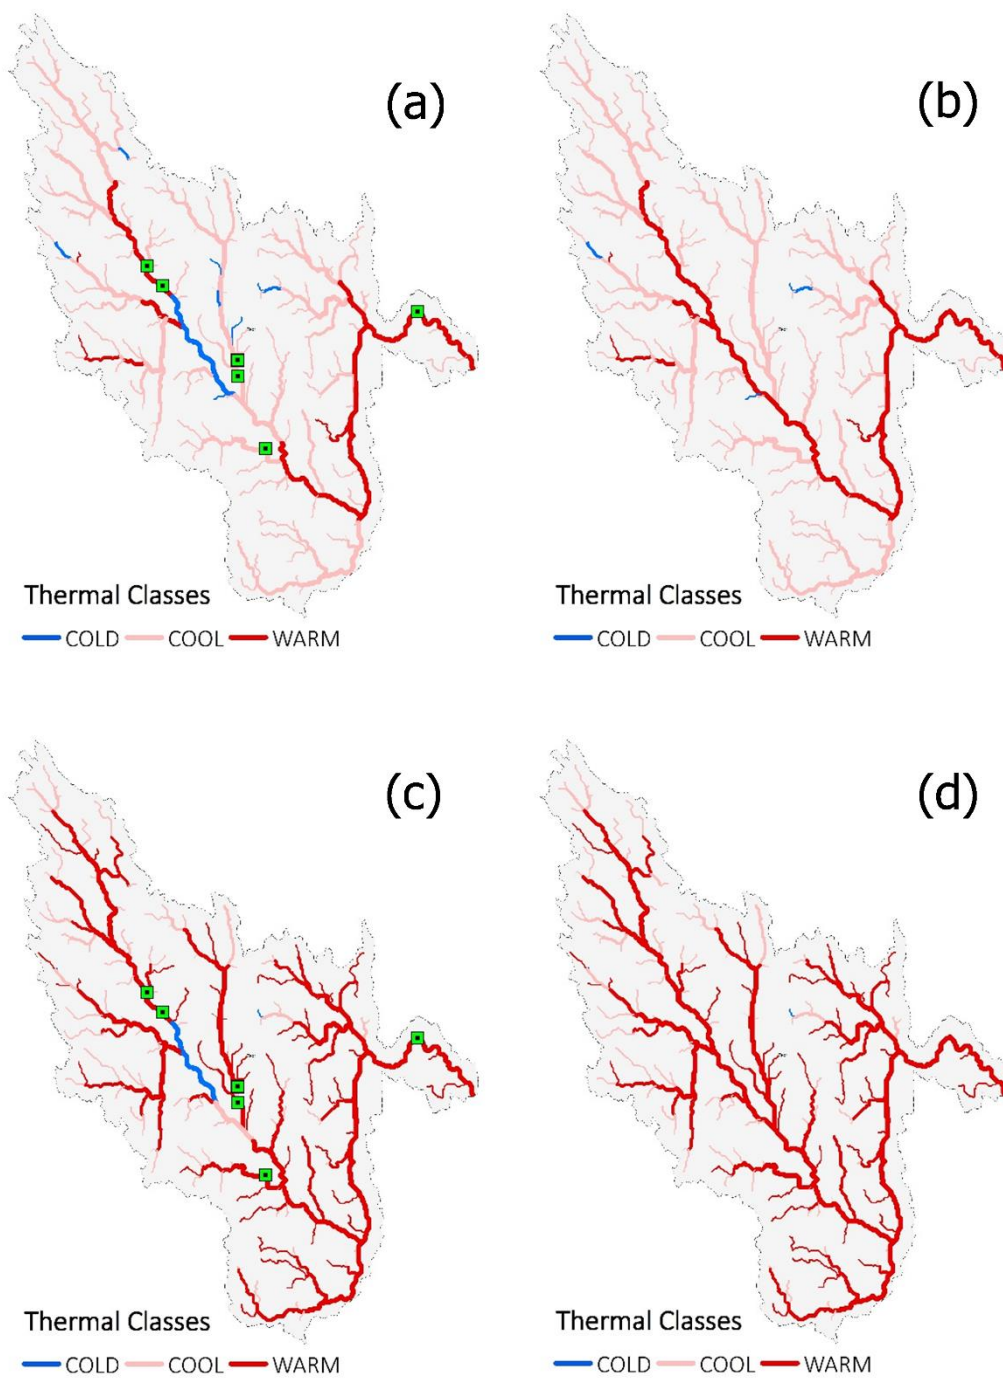 (a)
(b)
Thermal Classes
COLD COOL WARM
Thermal Classes
COLD COOL WARM
(c)
(d)
Thermal Classes
COLD COOL WARM
Thermal Classes
COLD COOL WARM